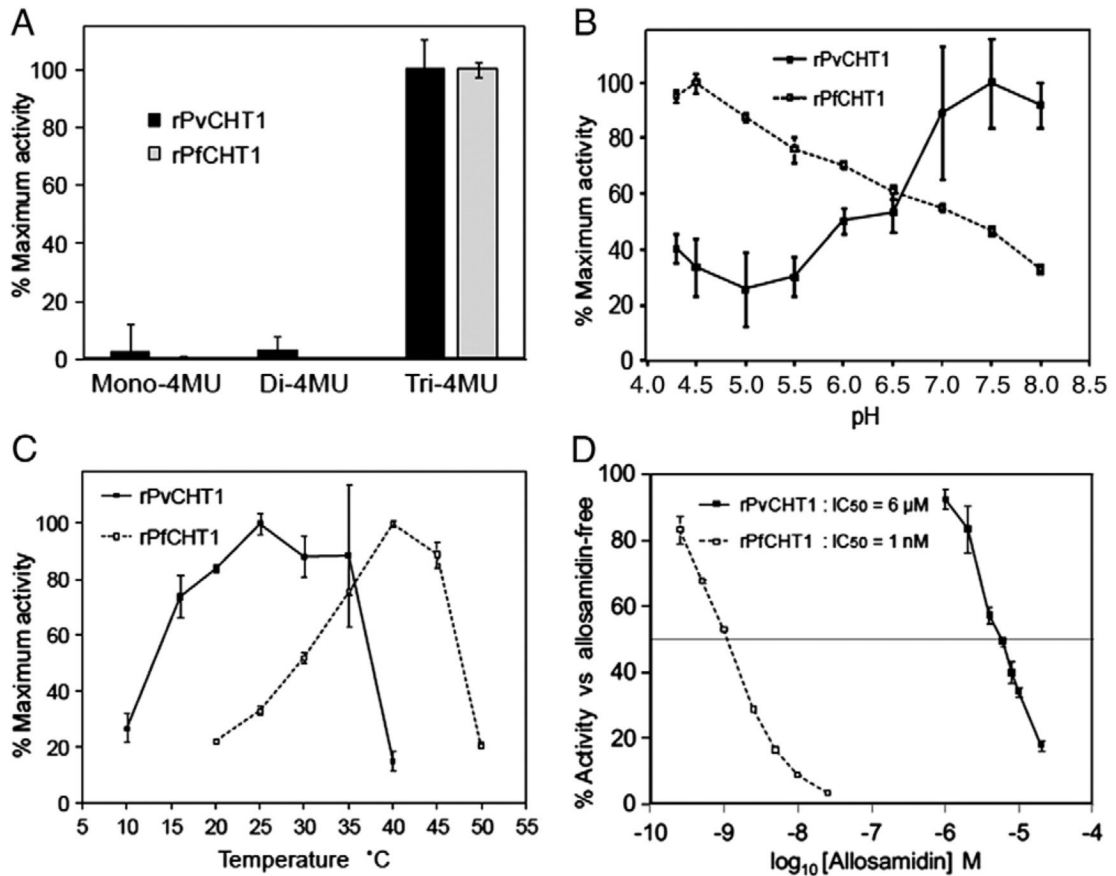 A
% Maximum activity
100
80
60
40
20
0
rPvCHT1
rPfCHT1
Mono-4MU Di-4MU Tri-4MU
B
% Maximum activity
100
80
60
40
20
0
rPvCHT1
rPfCHT1
4.0 4.5 5.0 5.5 6.0 6.5 7.0 7.5 8.0 8.5
pH
C
% Maximum activity
100
80
60
40
20
0
rPvCHT1
rPfCHT1
5 10 15 20 25 30 35 40 45 50 55
Temperature °C
D
% Activity vs allosamidin-free
100
80
60
40
20
0
rPvCHT1 : IC50 = 6 µM
rPfCHT1 : IC50 = 1 nM
-10 -9 -8 -7 -6 -5 -4
log10 [Allosamidin] M